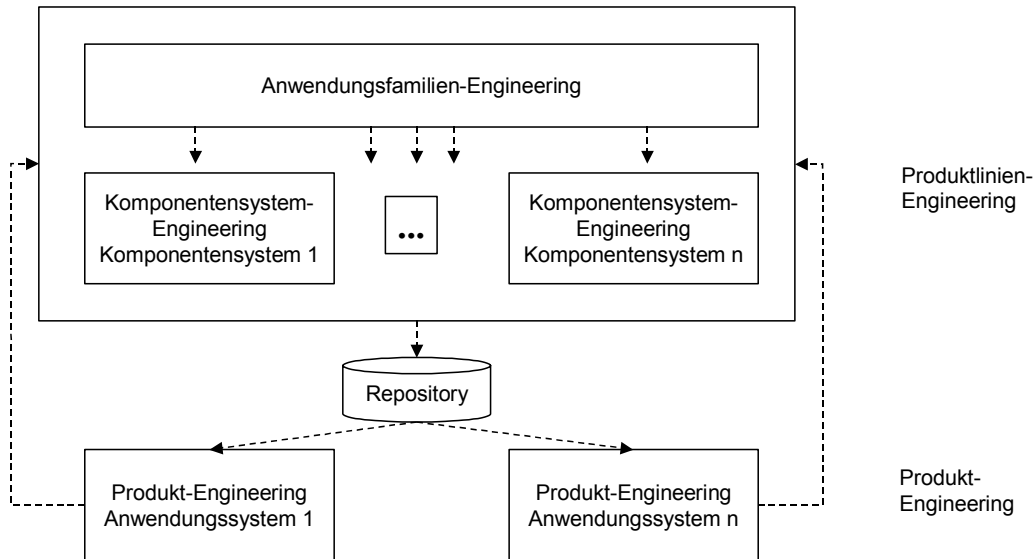 Anwendungsfamilien-Engineering
Komponentensystem-
Engineering
Komponentensystem 1
...
Komponentensystem-
Engineering
Komponentensystem n
Produktlinien-
Engineering
Repository
Produkt-Engineering
Anwendungssystem 1
Produkt-Engineering
Anwendungssystem n
Produkt-
Engineering